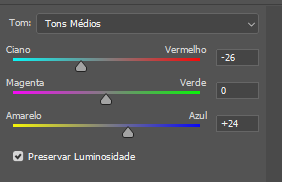 Tom: Tons Médios
Ciano Vermelho -26
Magenta Verde 0
Amarelo Azul +24
Preservar Luminosidade